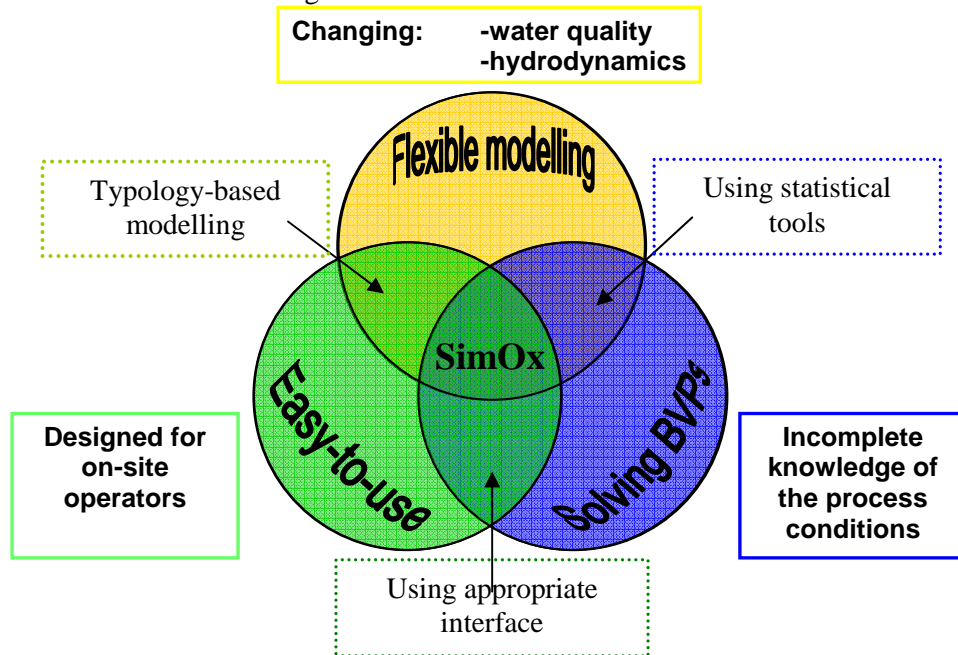 Changing: -water quality
-hydrodynamics
Flexible modelling
Typology-based
modelling
Using statistical
tools
SimOx
Easy-to-use
Solving BVPs
Designed for
on-site
operators
Incomplete
knowledge of
the process
conditions
Using appropriate
interface